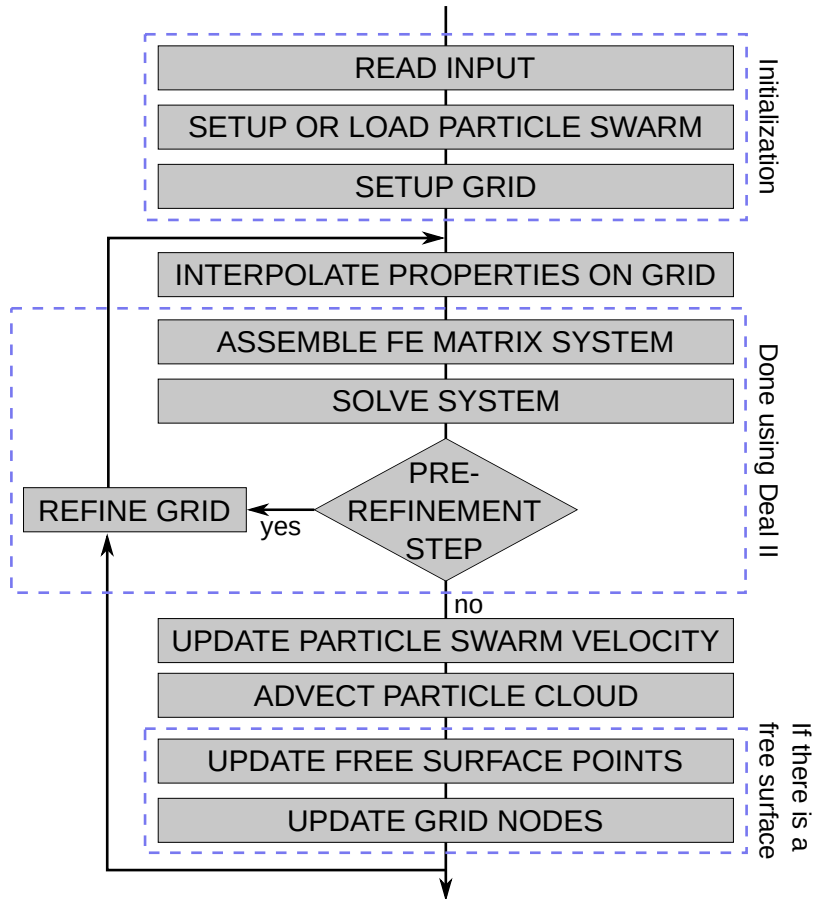 READ INPUT
SETUP OR LOAD PARTICLE SWARM
SETUP GRID
Initialization
INTERPOLATE PROPERTIES ON GRID
ASSEMBLE FE MATRIX SYSTEM
SOLVE SYSTEM
PRE-
REFINEMENT
STEP
yes
REFINE GRID
Done using Deal II
no
UPDATE PARTICLE SWARM VELOCITY
ADVECT PARTICLE CLOUD
UPDATE FREE SURFACE POINTS
UPDATE GRID NODES
If there is a
free surface